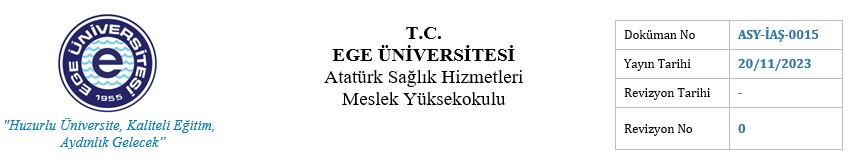 EGE ÜNİVERSİTESİ
e
1955
"Huzurlu Üniversite, Kaliteli Eğitim,
Aydınlık Gelecek”
T.C.
EGE ÜNİVERSİTESİ
Atatürk Sağlık Hizmetleri
Meslek Yüksekokulu
Doküman No ASY-İAŞ-0015
Yayın Tarihi 20/11/2023
Revizyon Tarihi -
Revizyon No 0